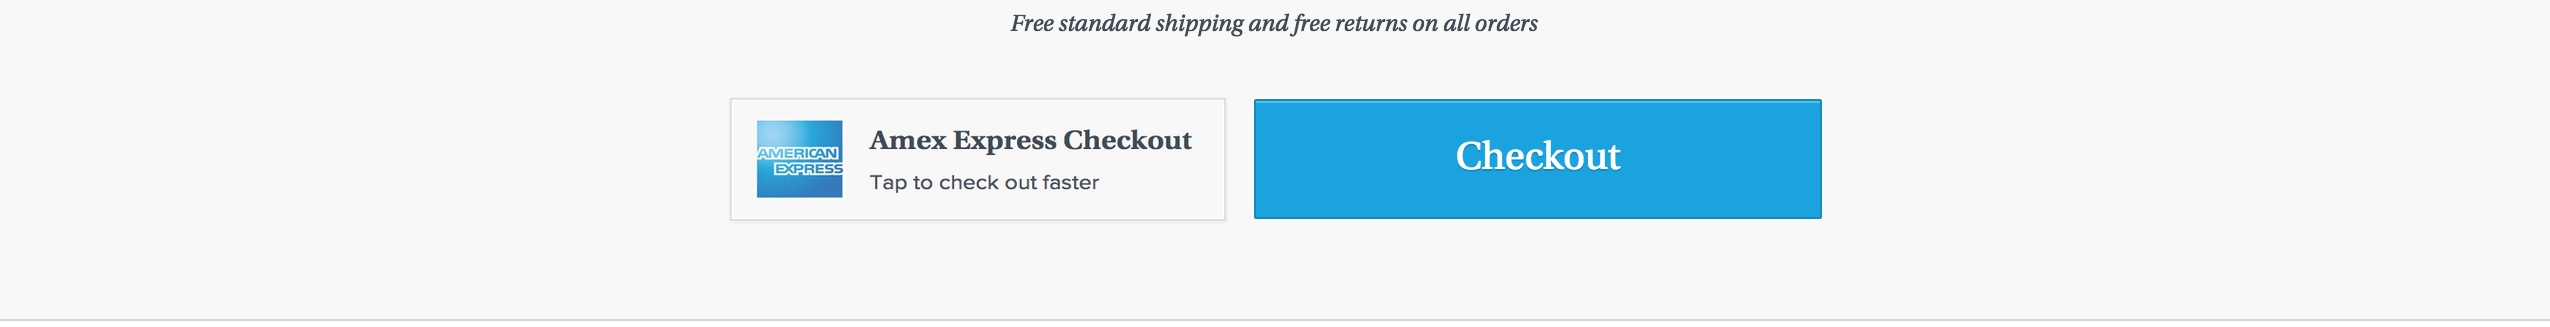 Free standard shipping and free returns on all orders
AMERICAN
EXPRESS
Amex Express Checkout
Tap to check out faster
Checkout